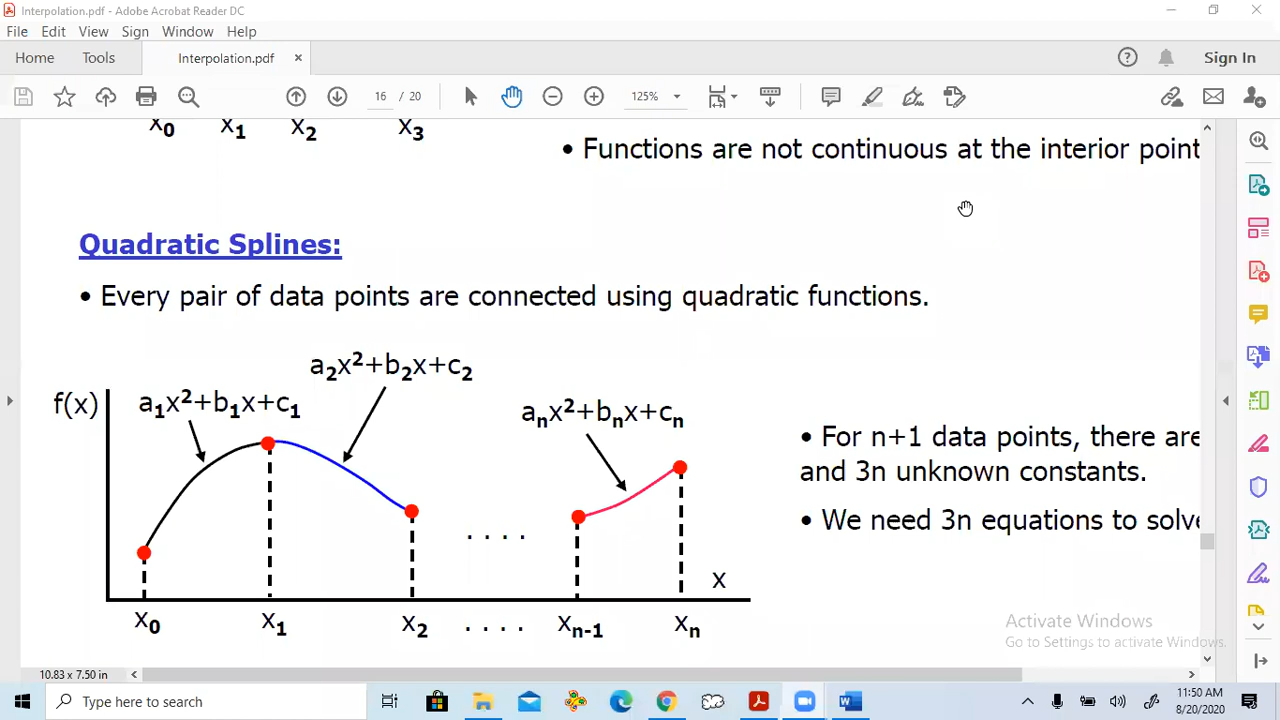 Interpolation.pdf - Adobe Acrobat Reader DC
File Edit View Sign Window Help
Home Tools Interpolation.pdf × Sign In
16 / 20 125%
x0 x1 x2 x3
• Functions are not continuous at the interior point
Quadratic Splines:
• Every pair of data points are connected using quadratic functions.
a2x2+b2x+c2
f(x) a1x2+b1x+c1 anx2+bnx+cn
• For n+1 data points, there are
and 3n unknown constants.
• We need 3n equations to solve
. . . .
x
x0 x1 x2 . . . . xn-1 xn
Activate Windows
Go to Settings to activate Windows.
10.83 x 7.50 in
Type here to search
11:50 AM
8/20/2020